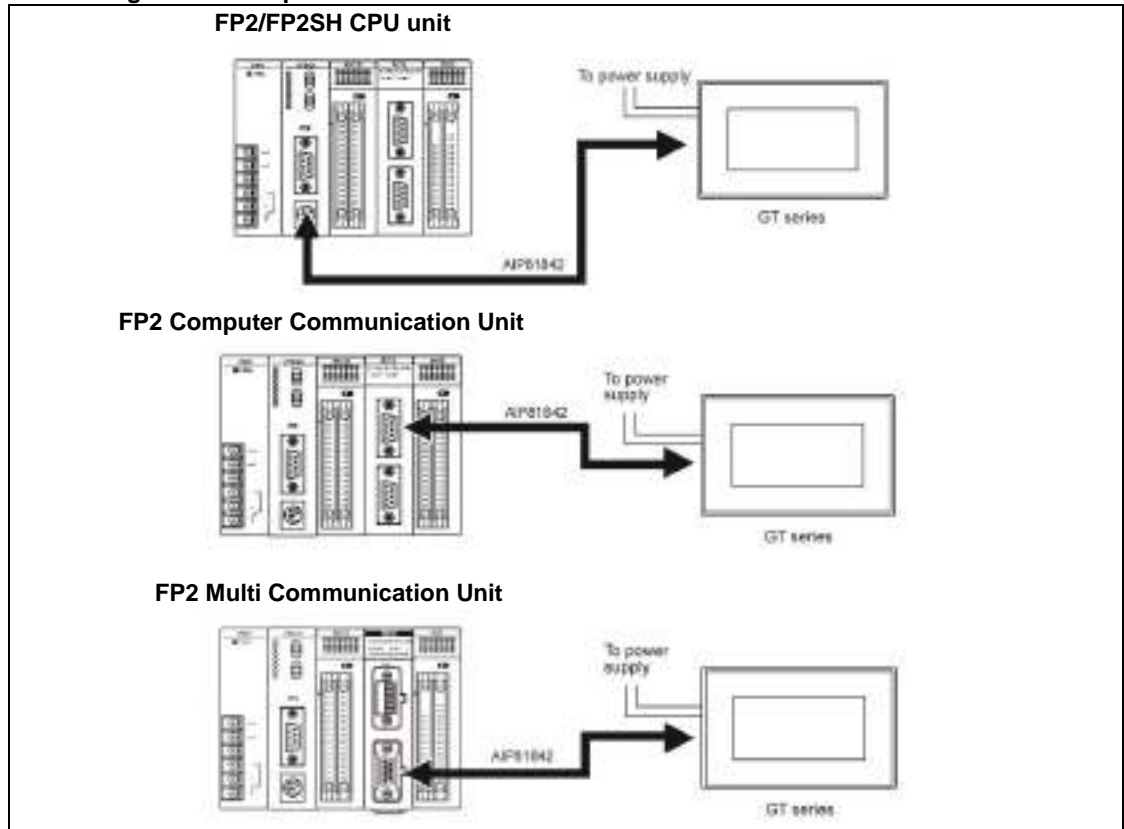 FP2/FP2SH CPU unit
To power supply
GT series
AIP81842
FP2 Computer Communication Unit
To power
supply
AIP81842
GT series
FP2 Multi Communication Unit
To power
supply
AIP81842
GT series